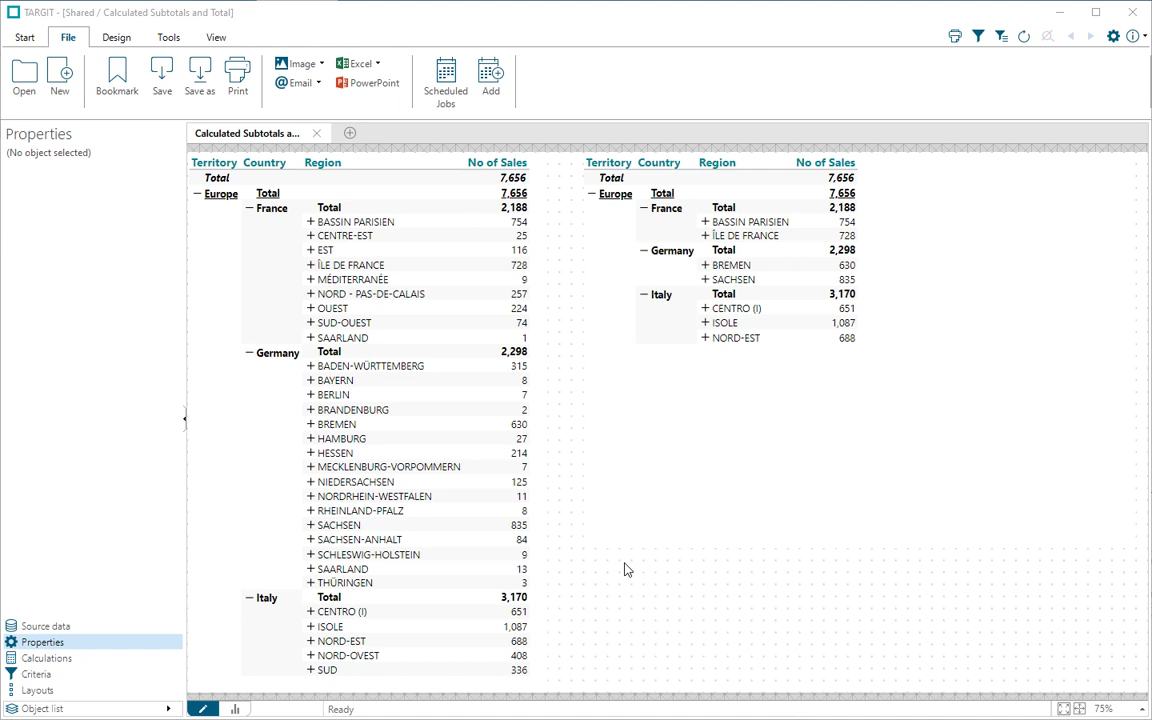 TARGIT - [Shared / Calculated Subtotals and Total]
Start File Design Tools View
Open New Bookmark Save Save as Print Image Email Excel PowerPoint Scheduled Jobs Add
Properties
(No object selected)
Calculated Subtotals a...
Territory Country Region No of Sales
Total 7,656
Europe Total 7,656
France Total 2,188
BASSIN PARISIEN 754
CENTRE-EST 25
EST 116
ÎLE DE FRANCE 728
MÉDITERRANÉE 9
NORD - PAS-DE-CALAIS 257
OUEST 224
SUD-OUEST 74
SAARLAND 1
Germany Total 2,298
BADEN-WÜRTTEMBERG 315
BAYERN 8
BERLIN 7
BRANDENBURG 2
BREMEN 630
HAMBURG 27
HESSEN 214
MECKLENBURG-VORPOMMERN 7
NIEDERSACHSEN 125
NORDRHEIN-WESTFALEN 11
RHEINLAND-PFALZ 8
SACHSEN 835
SACHSEN-ANHALT 84
SCHLESWIG-HOLSTEIN 9
SAARLAND 13
THÜRINGEN 3
Italy Total 3,170
CENTRO (I) 651
ISOLE 1,087
NORD-EST 688
NORD-OVEST 408
SUD 336
Territory Country Region No of Sales
Total 7,656
Europe Total 7,656
France Total 2,188
BASSIN PARISIEN 754
ÎLE DE FRANCE 728
Germany Total 2,298
BREMEN 630
SACHSEN 835
Italy Total 3,170
CENTRO (I) 651
ISOLE 1,087
NORD-EST 688
Source data
Properties
Calculations
Criteria
Layouts
Object list
Ready
75%